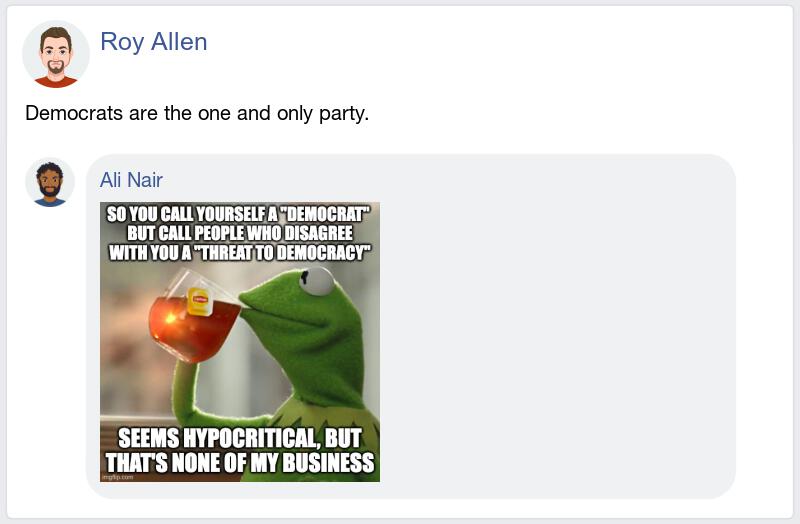 Roy Allen
Democrats are the one and only party.
Ali Nair
SO YOU CALL YOURSELF A "DEMOCRAT"
BUT CALL PEOPLE WHO DISAGREE
WITH YOU A "THREAT TO DEMOCRACY"
Lipton
SEEMS HYPOCRITICAL, BUT
THAT'S NONE OF MY BUSINESS
imgflip.com